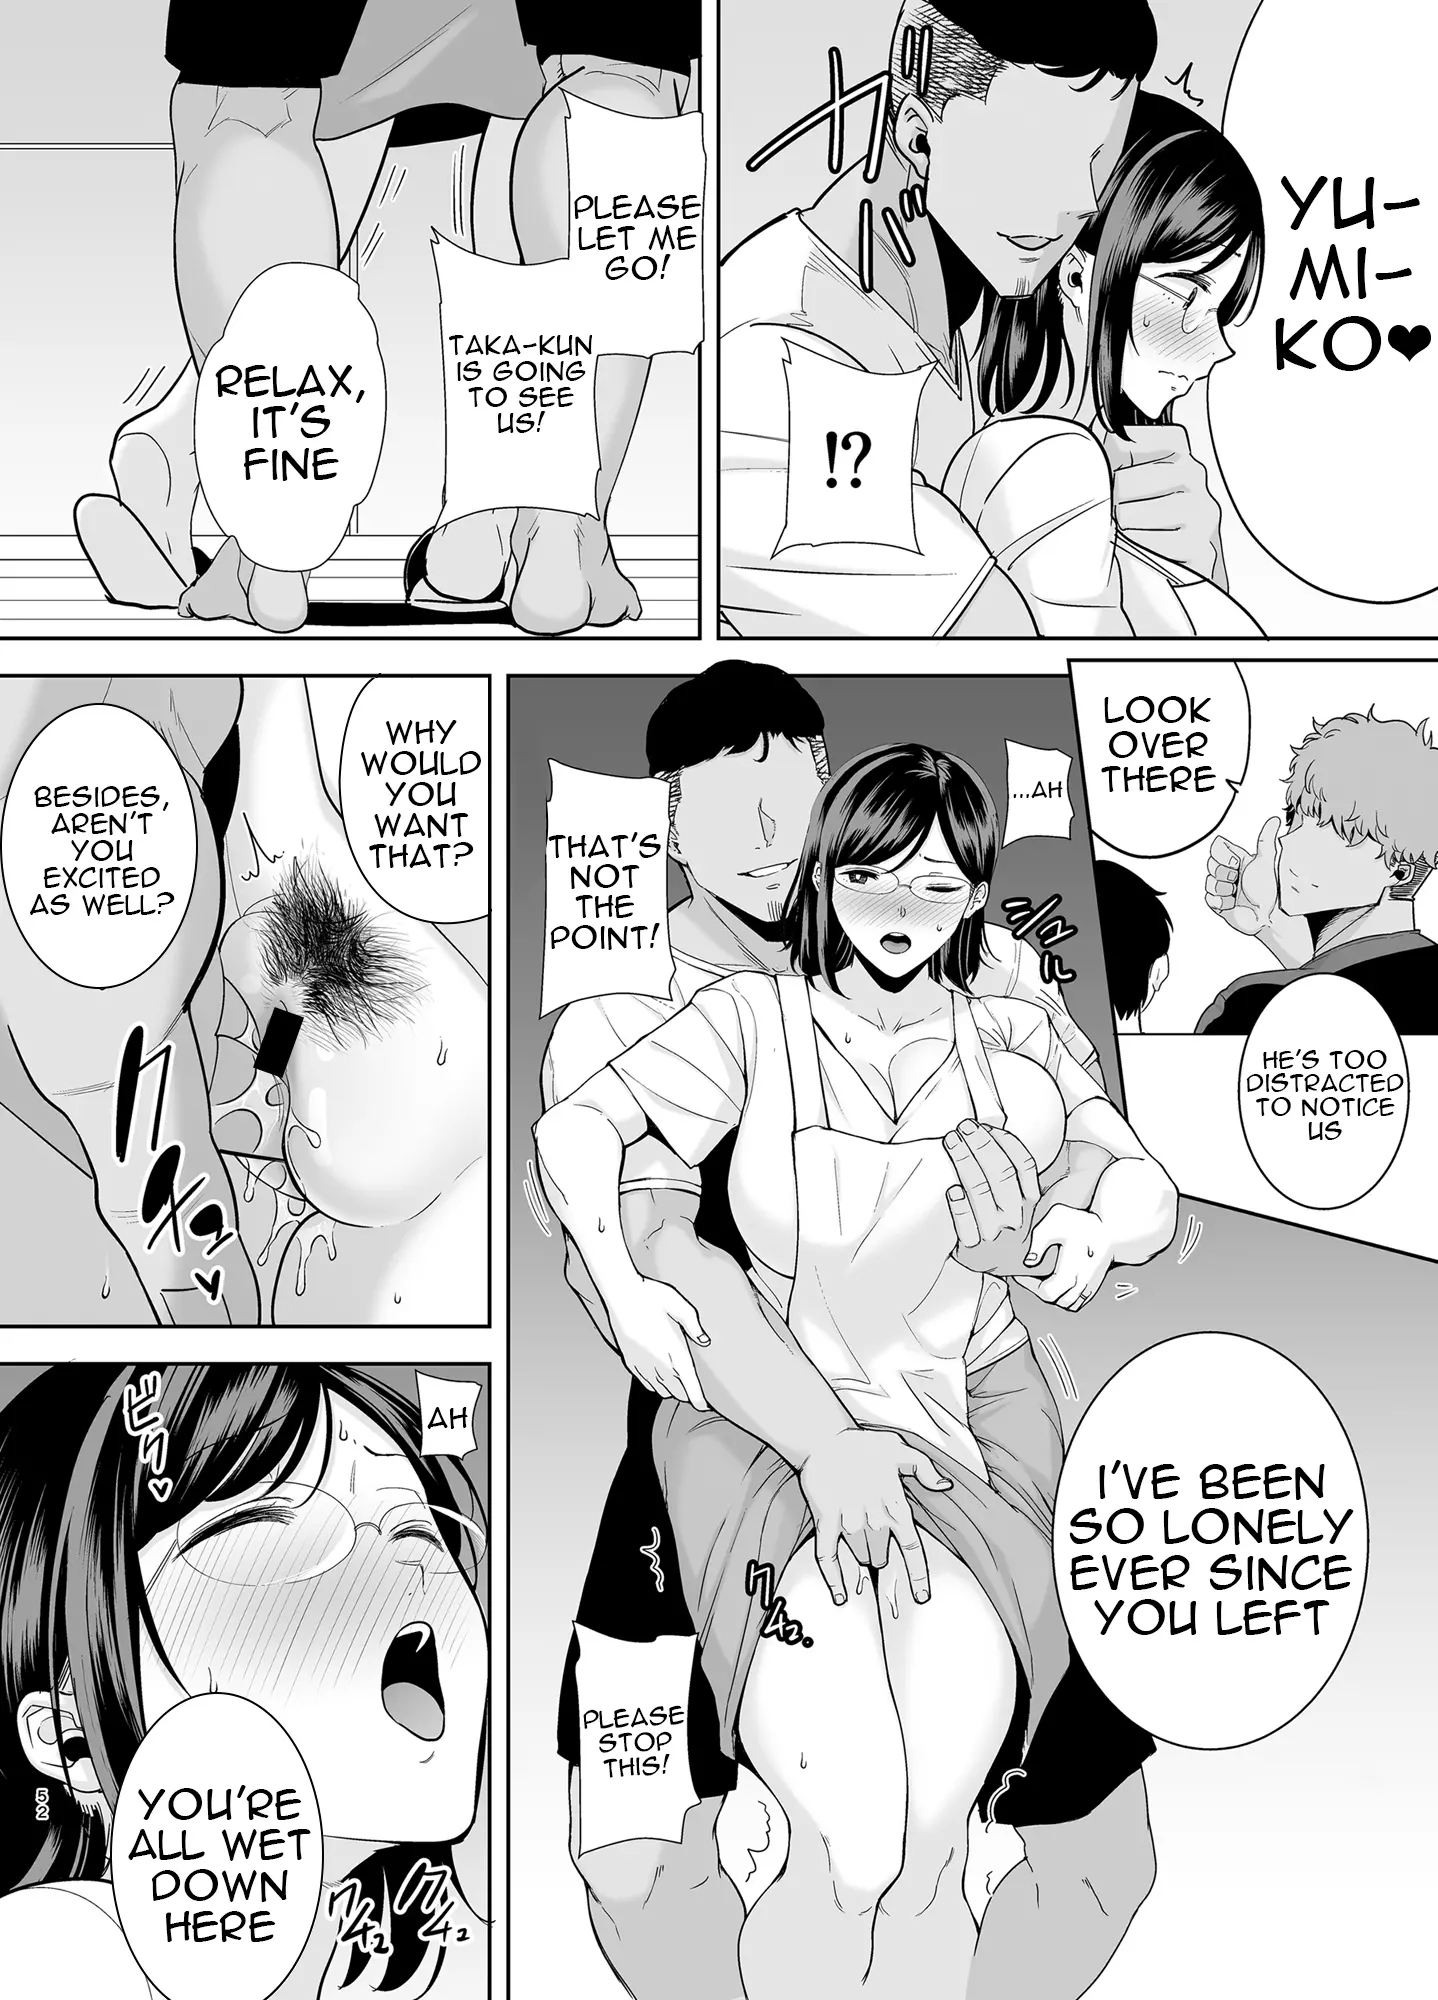 YU-
MI-
KO♥
!?
PLEASE
LET ME
GO!
TAKA-KUN
IS GOING
TO SEE
US!
RELAX,
IT'S
FINE
LOOK
OVER
THERE
HE'S TOO
DISTRACTED
TO NOTICE
US
...AH
THAT'S
NOT
THE
POINT!
I'VE BEEN
SO LONELY
EVER SINCE
YOU LEFT
PLEASE
STOP
THIS!
WHY
WOULD
YOU
WANT
THAT?
BESIDES,
AREN'T
YOU
EXCITED
AS WELL?
AH
YOU'RE
ALL WET
DOWN
HERE
52